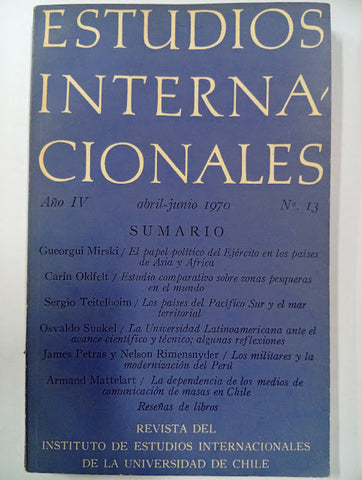 ESTUDIOS
INTERNA-
CIONALES
Año IV abril-junio 1970 Nº. 13
SUMARIO
Gueorgui Mirski / El papel político del Ejército en los países
de Asia y Africa
Carin Oldfelt / Estudio comparativo sobre zonas pesqueras
en el mundo
Sergio Teitelboim / Los países del Pacífico Sur y el mar
territorial
Osvaldo Sunkel / La Universidad Latinoamericana ante el
avance científico y técnico; algunas reflexiones
James Petras y Nelson Rimensnyder / Los militares y la
modernización del Perú
Armand Mattelart / La dependencia de los medios de
comunicación de masas en Chile
Reseñas de libros
REVISTA DEL
INSTITUTO DE ESTUDIOS INTERNACIONALES
DE LA UNIVERSIDAD DE CHILE